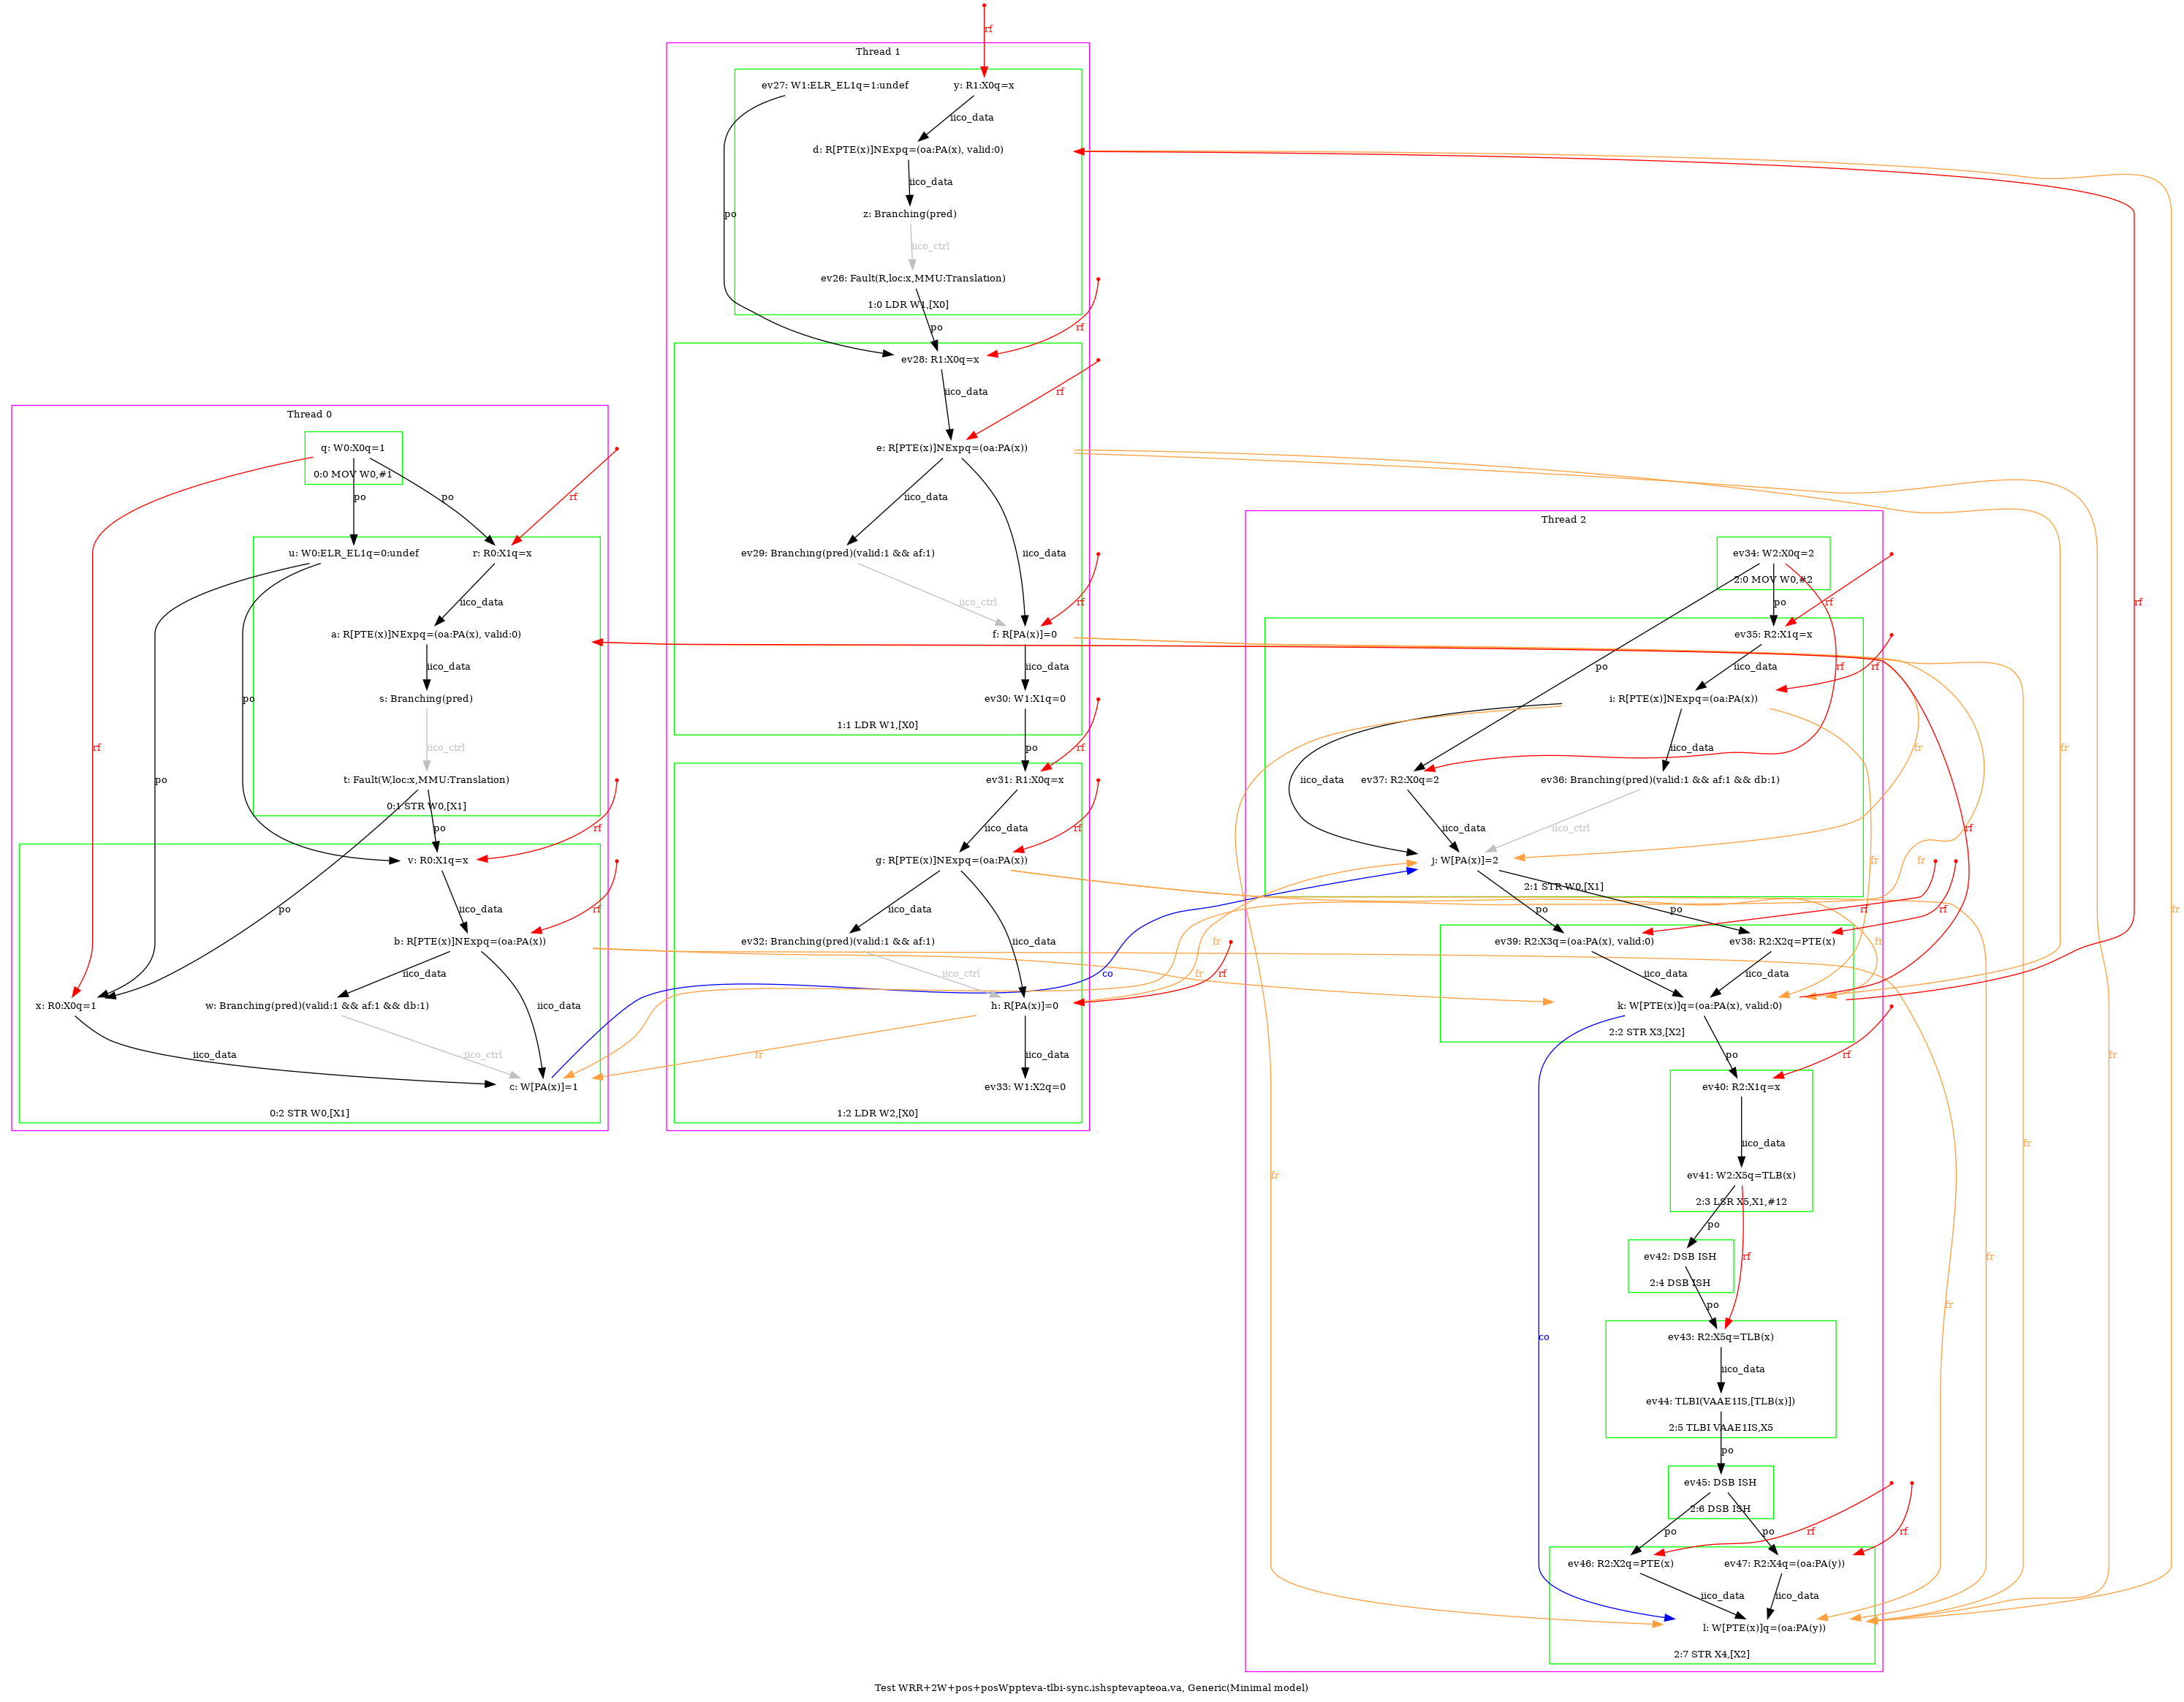 rf
Thread 1
ev27: W1:ELR_EL1q=1:undef
y: R1:X0q=x
iico_data
d: R[PTE(x)]NExpq=(oa:PA(x), valid:0)
iico_data
po
z: Branching(pred)
rf
fr
iico_ctrl
ev26: Fault(R,loc:x,MMU:Translation)
1:0 LDR W1,[X0]
po
rf
ev28: R1:X0q=x
iico_data
rf
e: R[PTE(x)]NExpq=(oa:PA(x))
iico_data
ev29: Branching(pred)(valid:1 && af:1)
iico_data
iico_ctrl
rf
f: R[PA(x)]=0
iico_data
ev30: W1:X1q=0
1:1 LDR W1,[X0]
po
rf
ev31: R1:X0q=x
iico_data
rf
g: R[PTE(x)]NExpq=(oa:PA(x))
iico_data
ev32: Branching(pred)(valid:1 && af:1)
iico_data
iico_ctrl
fr
rf
h: R[PA(x)]=0
fr
iico_data
ev33: W1:X2q=0
1:2 LDR W2,[X0]
Thread 0
q: W0:X0q=1
0:0 MOV W0,#1
po
po
rf
u: W0:ELR_EL1q=0:undef
r: R0:X1q=x
iico_data
a: R[PTE(x)]NExpq=(oa:PA(x), valid:0)
iico_data
po
s: Branching(pred)
rf
po
iico_ctrl
t: Fault(W,loc:x,MMU:Translation)
0:1 STR W0,[X1]
po
rf
v: R0:X1q=x
po
iico_data
rf
b: R[PTE(x)]NExpq=(oa:PA(x))
iico_data
fr
co
x: R0:X0q=1
w: Branching(pred)(valid:1 && af:1 && db:1)
iico_data
iico_data
iico_ctrl
c: W[PA(x)]=1
0:2 STR W0,[X1]
Thread 2
ev34: W2:X0q=2
2:0 MOV W0,#2
po
rf
ev35: R2:X1q=x
po
iico_data
rf
rf
i: R[PTE(x)]NExpq=(oa:PA(x))
iico_data
fr
fr
iico_data
ev37: R2:X0q=2
ev36: Branching(pred)(valid:1 && af:1 && db:1)
iico_data
iico_ctrl
rf
j: W[PA(x)]=2
fr
fr
2:1 STR W0,[X1]
po
po
rf
rf
fr
fr
ev39: R2:X3q=(oa:PA(x), valid:0)
ev38: R2:X2q=PTE(x)
iico_data
iico_data
k: W[PTE(x)]q=(oa:PA(x), valid:0)
2:2 STR X3,[X2]
po
rf
fr
ev40: R2:X1q=x
iico_data
fr
fr
ev41: W2:X5q=TLB(x)
2:3 LSR X5,X1,#12
po
rf
fr
ev42: DSB ISH
2:4 DSB ISH
po
fr
co
ev43: R2:X5q=TLB(x)
iico_data
ev44: TLBI(VAAE1IS,[TLB(x)])
2:5 TLBI VAAE1IS,X5
po
ev45: DSB ISH
2:6 DSB ISH
po
po
rf
rf
ev46: R2:X2q=PTE(x)
ev47: R2:X4q=(oa:PA(y))
iico_data
iico_data
l: W[PTE(x)]q=(oa:PA(y))
2:7 STR X4,[X2]
Test WRR+2W+pos+posWppteva-tlbi-sync.ishsptevapteoa.va, Generic(Minimal model)